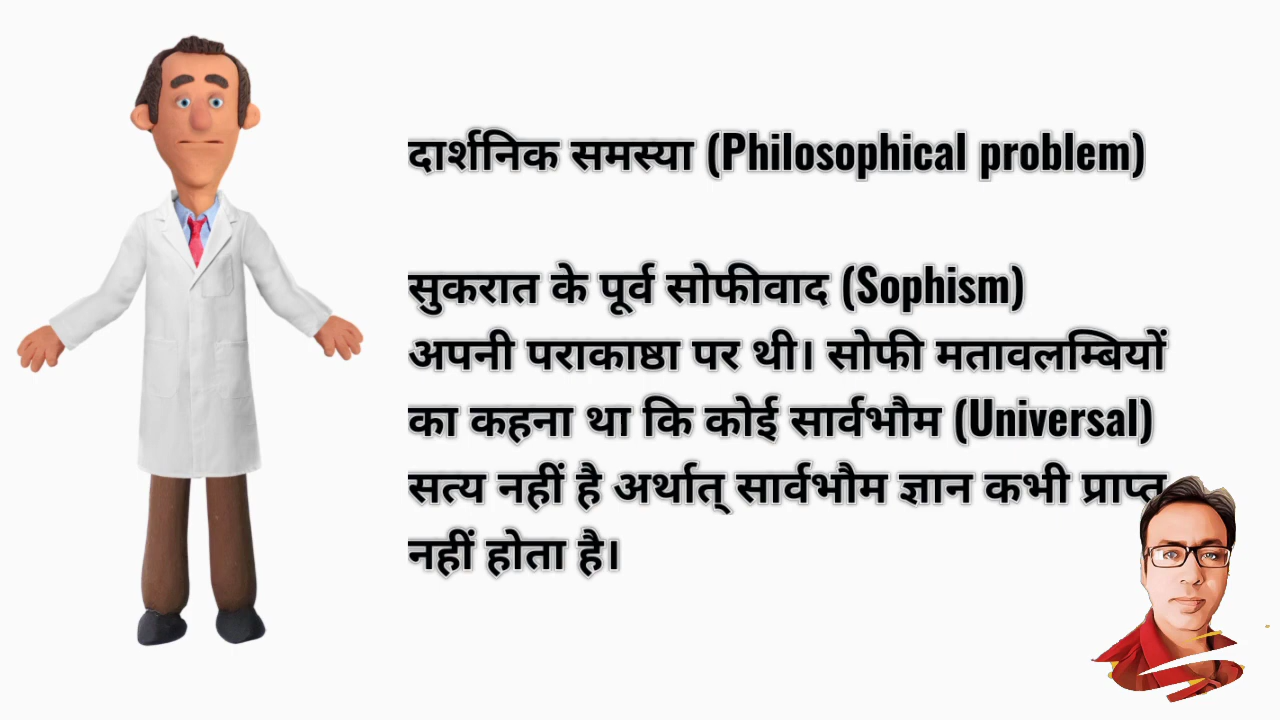 दार्शनिक समस्या (Philosophical problem)
सुकरात के पूर्व सोफीवाद (Sophism)
अपनी पराकाष्ठा पर थी। सोफी मतावलम्बियों
का कहना था कि कोई सार्वभौम (Universal)
सत्य नहीं है अर्थात् सार्वभौम ज्ञान कभी प्राप्त
नहीं होता है।